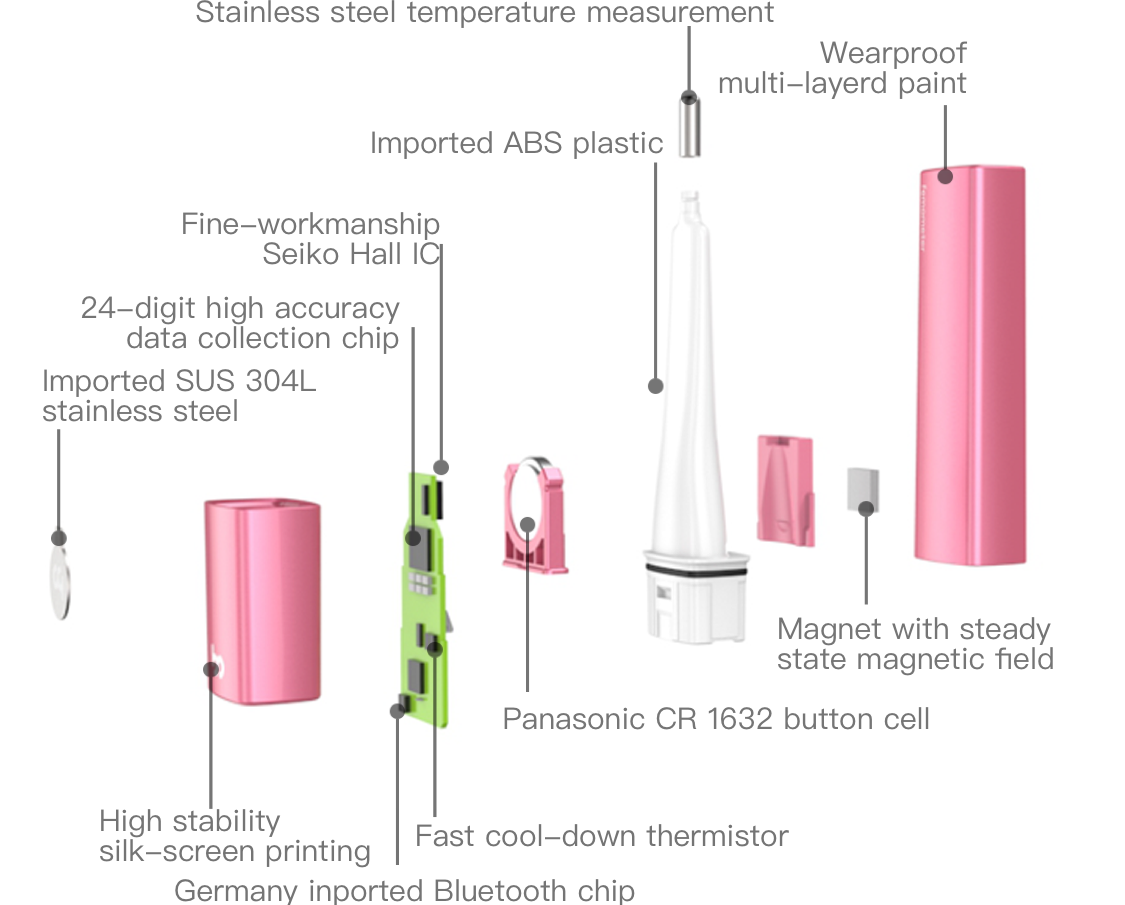 Stainless steel temperature measurement
Wearproof
multi-layerd paint
Imported ABS plastic
Fine-workmanship
Seiko Hall IC
24-digit high accuracy
data collection chip
Imported SUS 304L
stainless steel
Magnet with steady
state magnetic field
Panasonic CR 1632 button cell
High stability
silk-screen printing
Fast cool-down thermistor
Germany inported Bluetooth chip